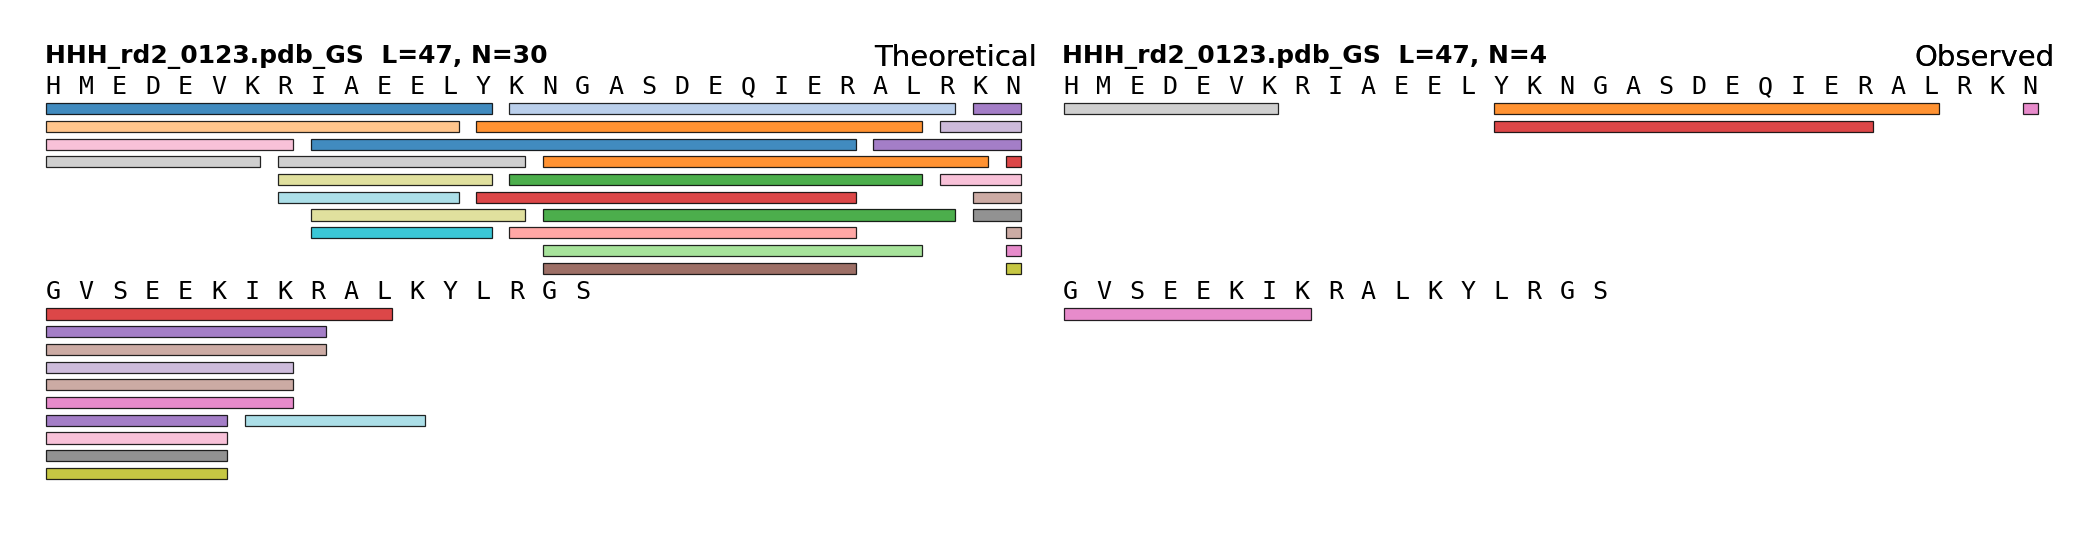 HHH_rd2_0123.pdb_GS L=47, N=30 Theoretical
H M E D E V K R I A E E L Y K N G A S D E Q I E R A L R K N
G V S E E K I K R A L K Y L R G S
HHH_rd2_0123.pdb_GS L=47, N=4 Observed
H M E D E V K R I A E E L Y K N G A S D E Q I E R A L R K N
G V S E E K I K R A L K Y L R G S